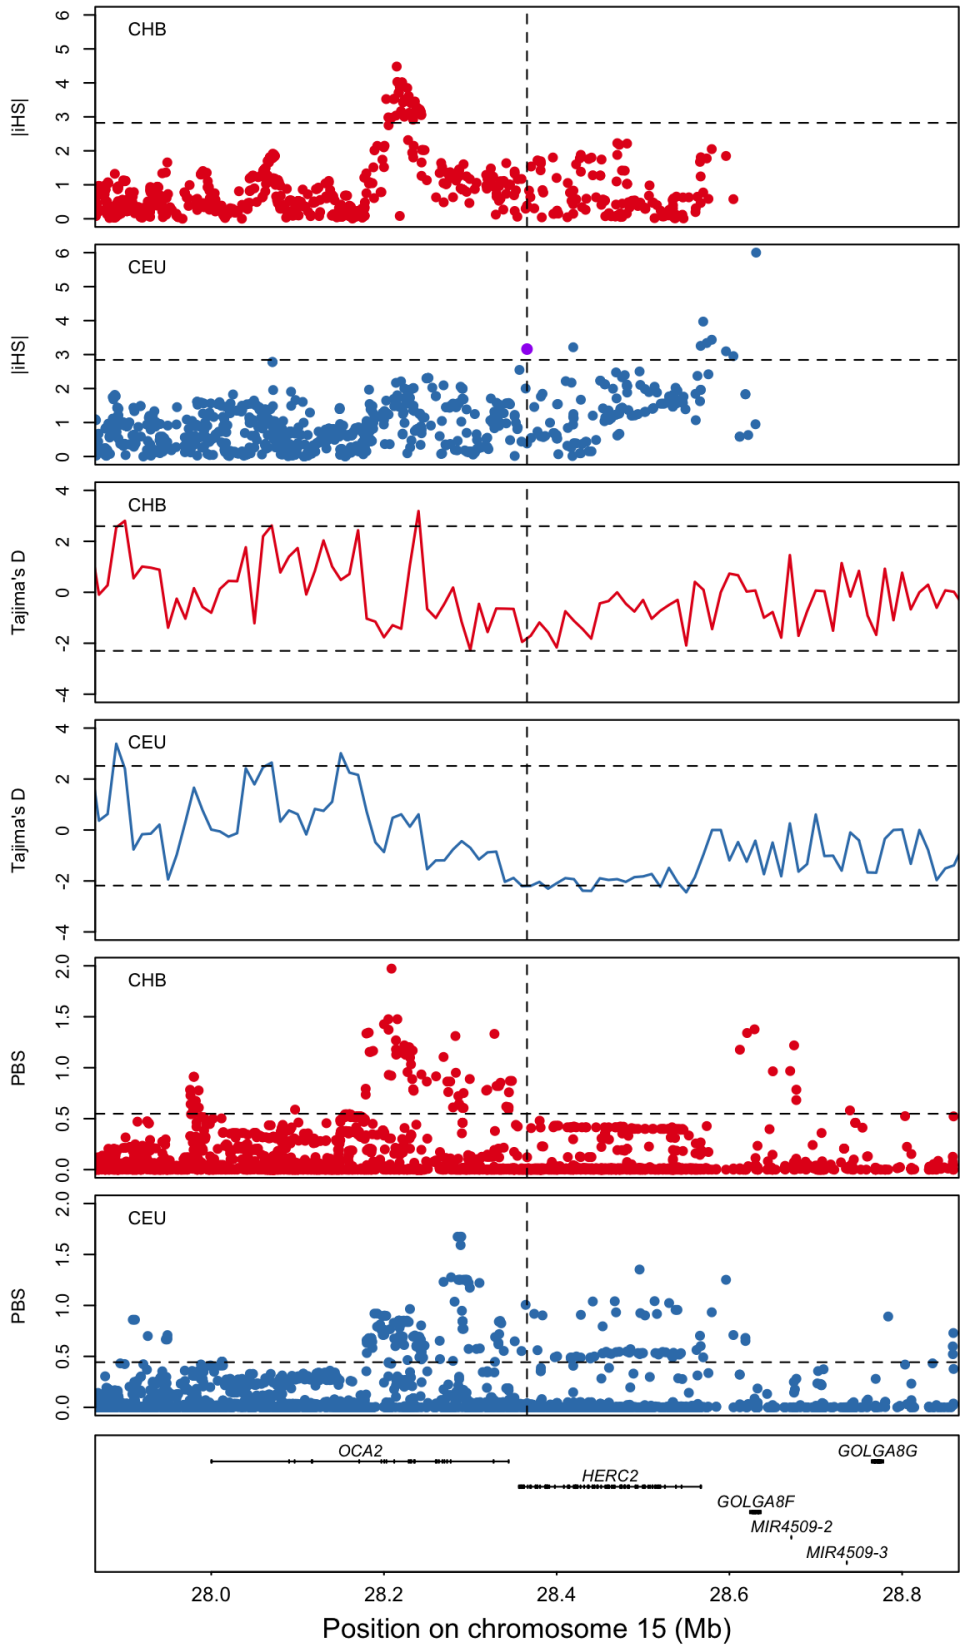 CHB
|iHS|
0 1 2 3 4 5 6
CEU
|iHS|
0 1 2 3 4 5 6
CHB
Tajima's D
-4 -2 0 2 4
CEU
Tajima's D
-4 -2 0 2 4
CHB
PBS
0.0 0.5 1.0 1.5 2.0
CEU
PBS
0.0 0.5 1.0 1.5 2.0
OCA2 GOLGA8G
HERC2
GOLGA8F
MIR4509-2
MIR4509-3
28.0 28.2 28.4 28.6 28.8
Position on chromosome 15 (Mb)